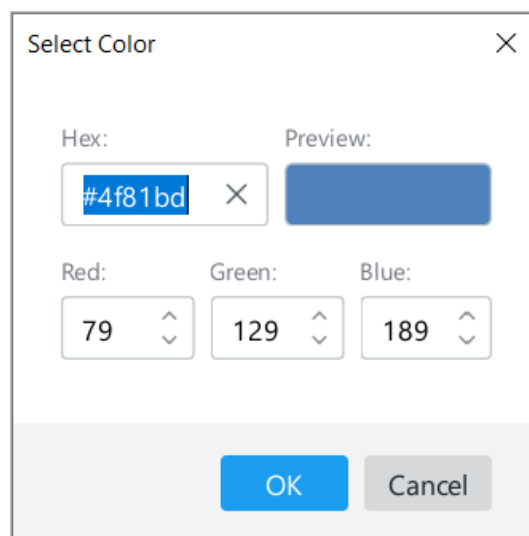 Select Color
Hex: Preview:
#4f81bd
Red: Green: Blue:
79 129 189
OK Cancel